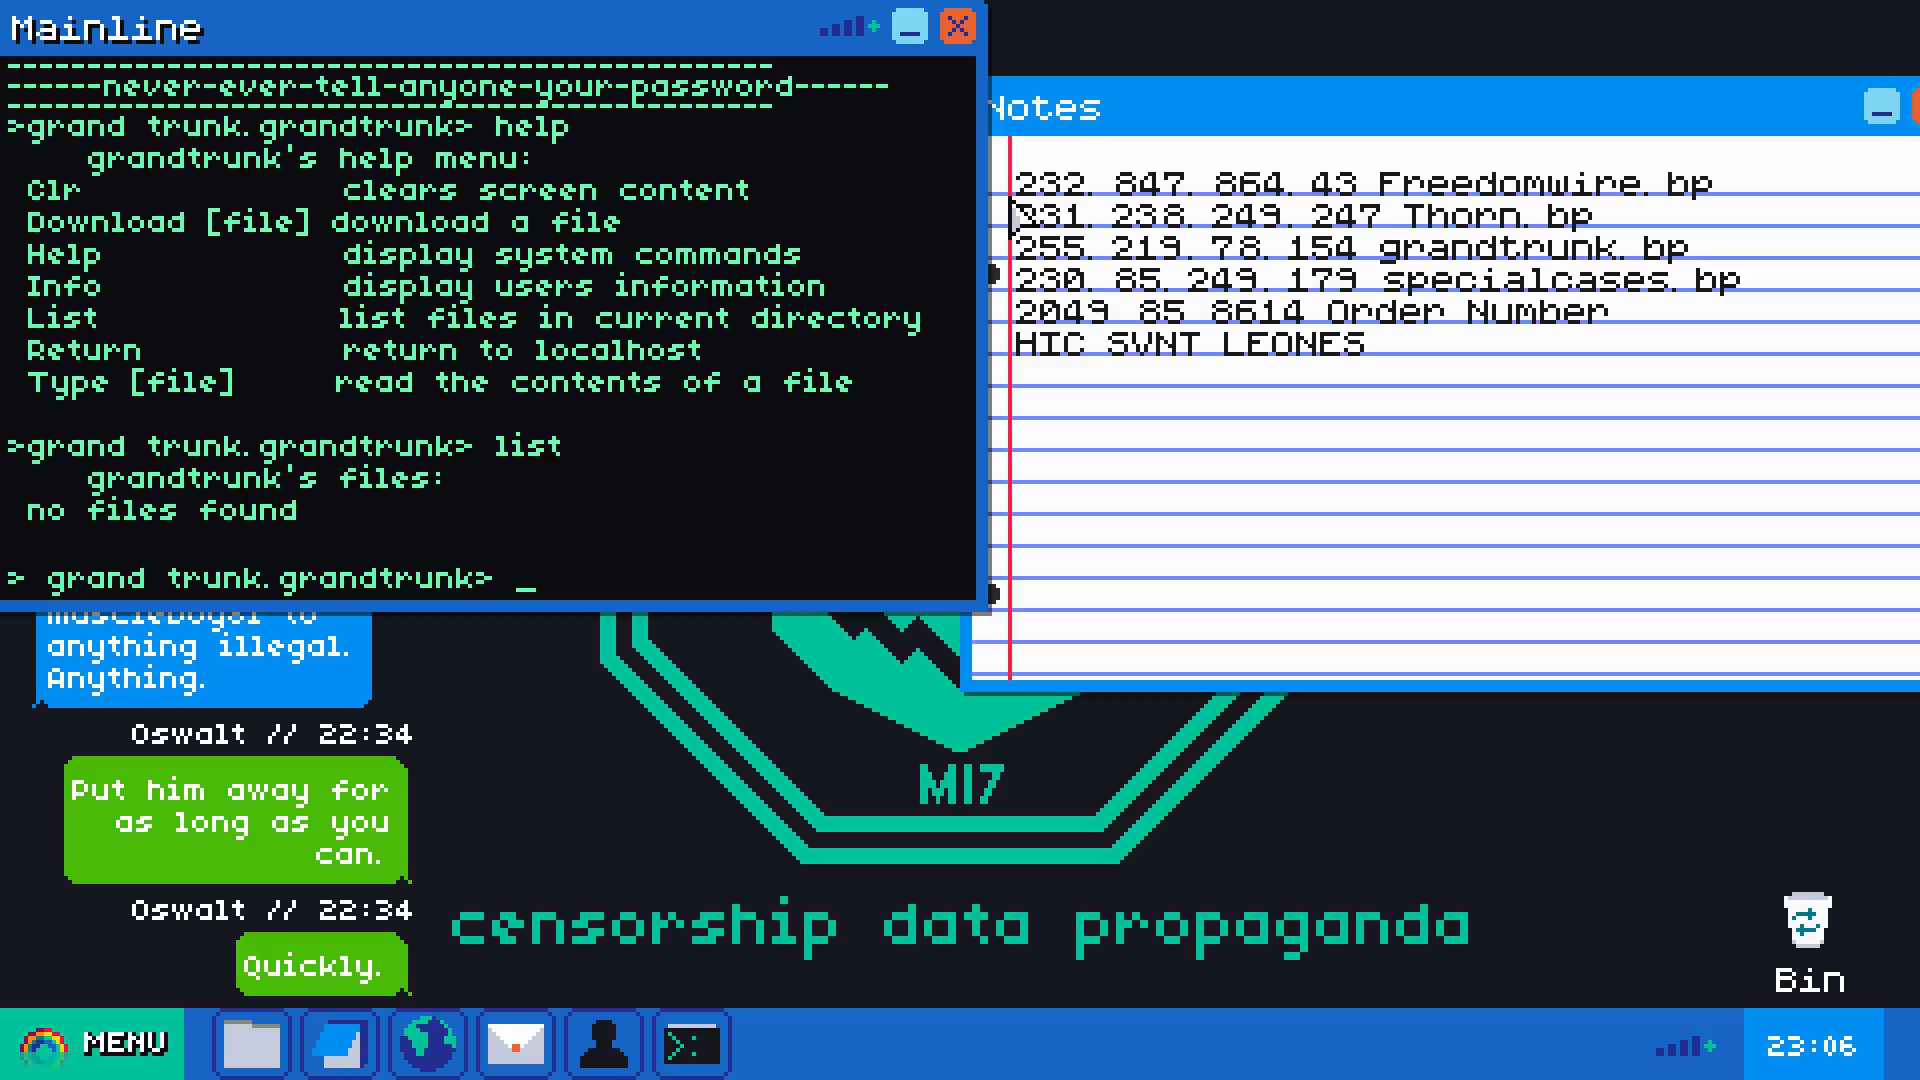 Mainline
------never-ever-tell-anyone-your-password------
>grand trunk.grandtrunk> help
grandtrunk's help menu:
Clr clears screen content
Download [file] download a file
Help display system commands
Info display users information
List list files in current directory
Return return to localhost
Type [file] read the contents of a file
>grand trunk.grandtrunk> list
grandtrunk's files:
no files found
> grand trunk.grandtrunk> _
Notes
232. 847. 864. 43 Freedomwire. bp
031. 238. 249. 247 Thorn. bp
255. 219. 78. 154 grandtrunk. bp
230. 85. 249. 179 specialcases. bp
2049 85 8614 Order Number
HIC SVNT LEONES
to
anything illegal.
Anything.
Oswalt // 22:34
Put him away for
as long as you
can.
Oswalt // 22:34
Quickly.
MI7
censorship data propaganda
Bin
MENU
23:06